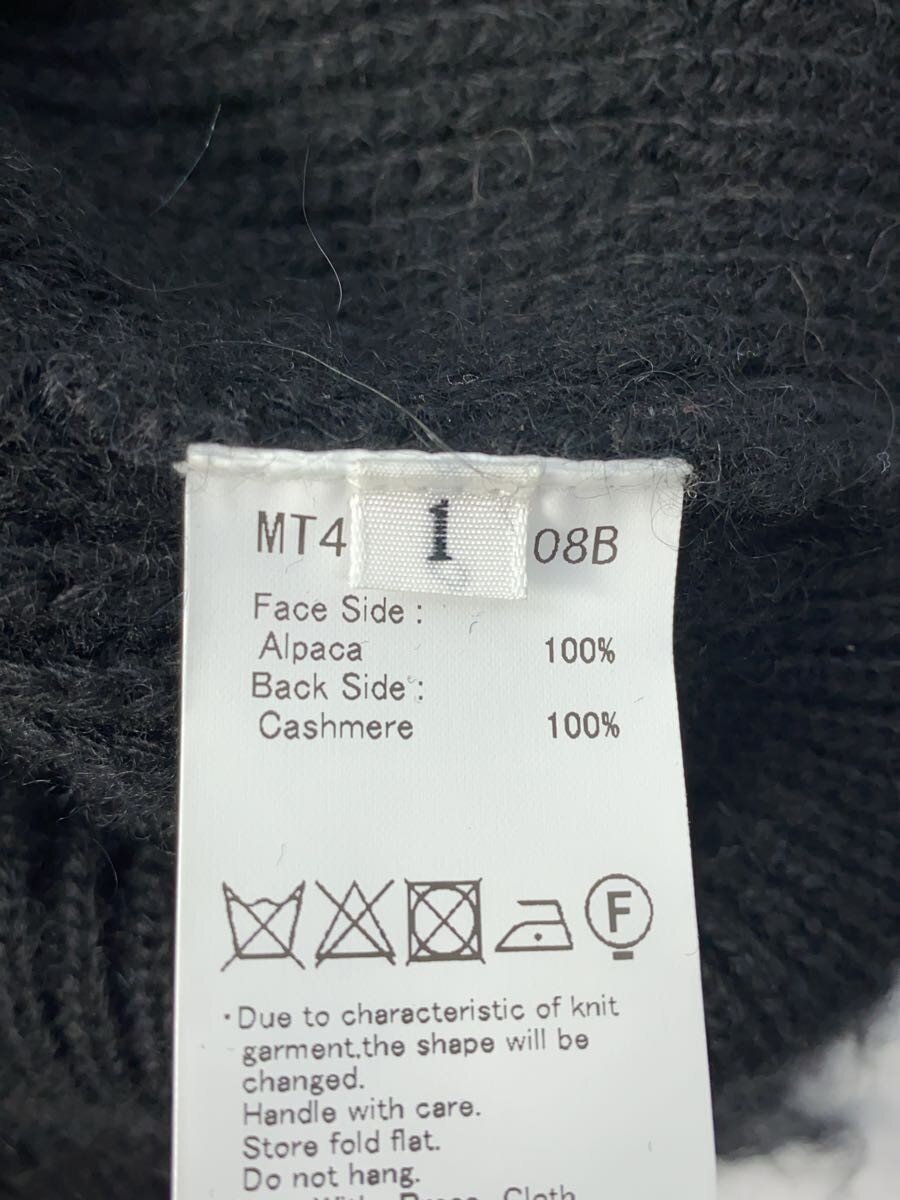 MT4 1 08B
Face Side :
Alpaca 100%
Back Side :
Cashmere 100%
F
・Due to characteristic of knit
garment,the shape will be
changed.
Handle with care.
Store fold flat.
Do not hang.
Cloth